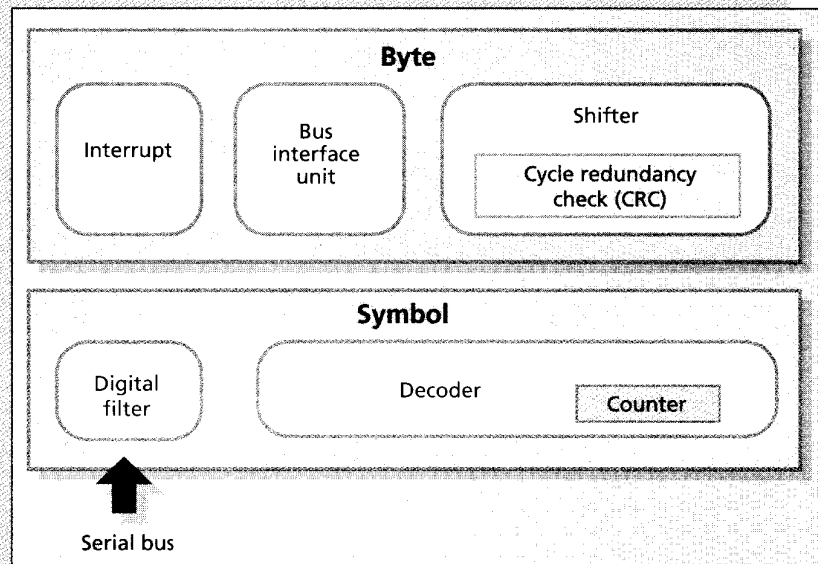 Byte
Interrupt
Bus
interface
unit
Shifter
Cycle redundancy
check (CRC)
Symbol
Digital
filter
Decoder
Counter
Serial bus